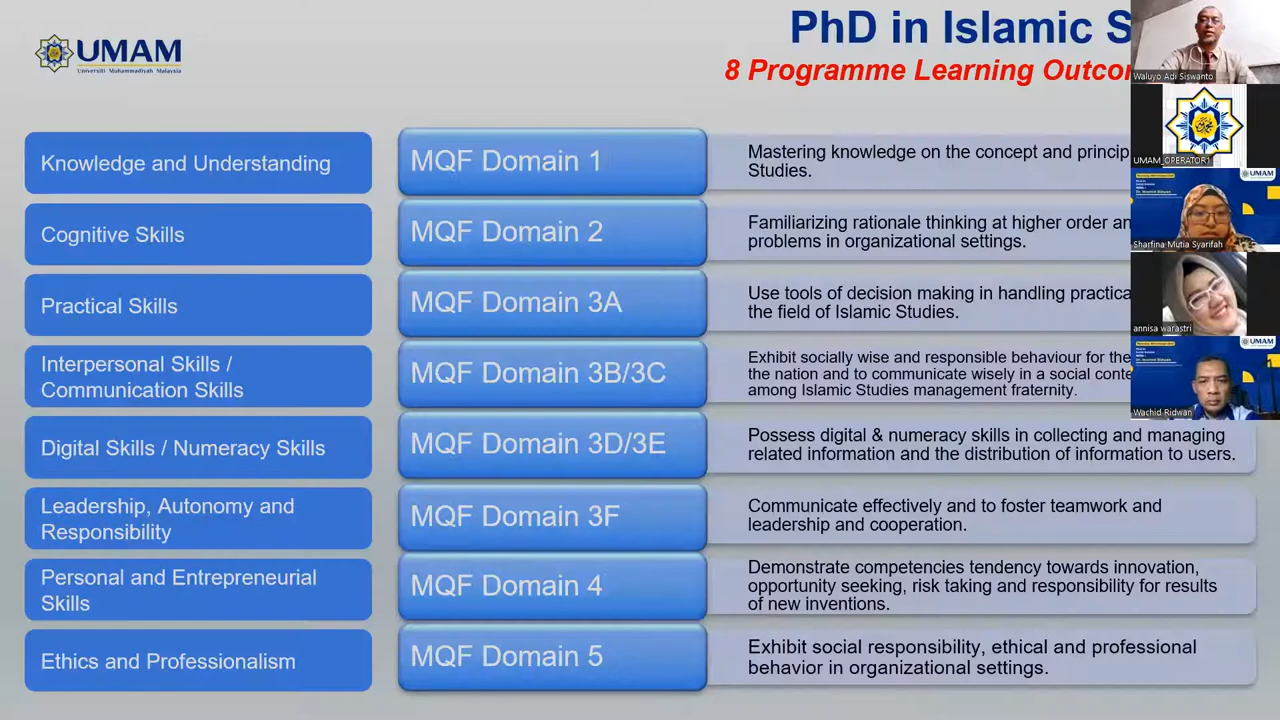 UMAM
Universiti Muhammadiyah Malaysia
PhD in Islamic S
8 Programme Learning Outco
Knowledge and Understanding
MQF Domain 1
Mastering knowledge on the concept and princip
Studies.
Cognitive Skills
MQF Domain 2
Familiarizing rationale thinking at higher order an
problems in organizational settings.
Practical Skills
MQF Domain 3A
Use tools of decision making in handling practica
the field of Islamic Studies.
Interpersonal Skills /
Communication Skills
MQF Domain 3B/3C
Exhibit socially wise and responsible behaviour for the
the nation and to communicate wisely in a social conte
among Islamic Studies management fraternity.
Digital Skills / Numeracy Skills
MQF Domain 3D/3E
Possess digital & numeracy skills in collecting and managing
related information and the distribution of information to users.
Leadership, Autonomy and
Responsibility
MQF Domain 3F
Communicate effectively and to foster teamwork and
leadership and cooperation.
Personal and Entrepreneurial
Skills
MQF Domain 4
Demonstrate competencies tendency towards innovation,
opportunity seeking, risk taking and responsibility for results
of new inventions.
Ethics and Professionalism
MQF Domain 5
Exhibit social responsibility, ethical and professional
behavior in organizational settings.
Waluyo Adi Siswanto
UMAM_OPERATOR1
UMAM
Sharfina Mutia Syarifah
annisa warastri
UMAM
Wachid Ridwan